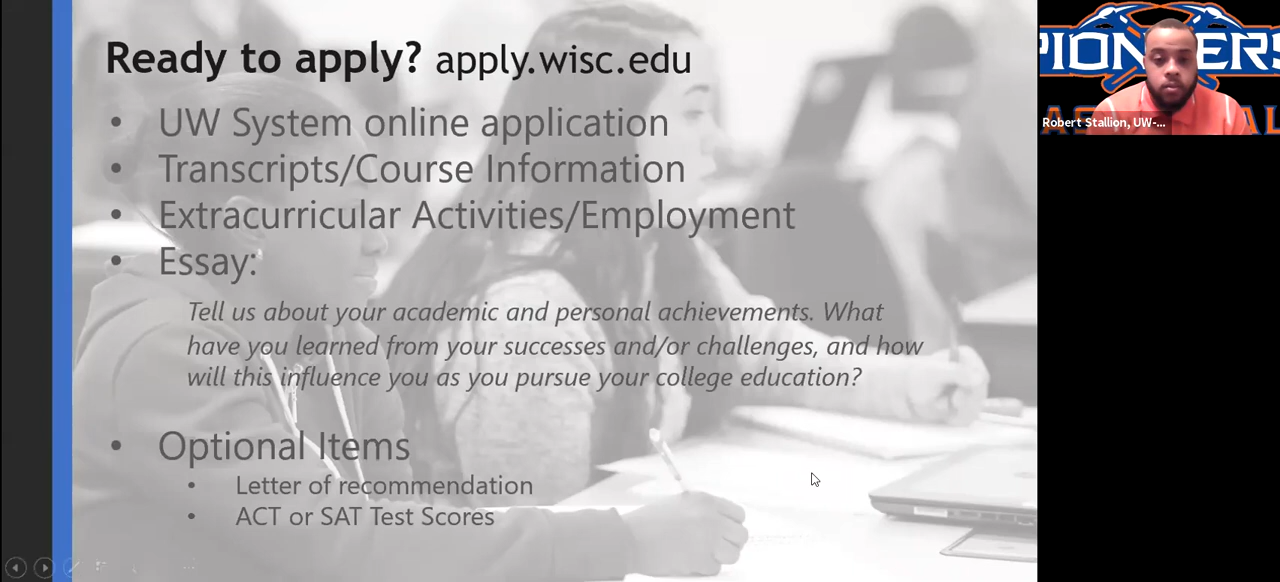 Ready to apply? apply.wisc.edu
• UW System online application
• Transcripts/Course Information
• Extracurricular Activities/Employment
• Essay:
Tell us about your academic and personal achievements. What
have you learned from your successes and/or challenges, and how
will this influence you as you pursue your college education?
• Optional Items
• Letter of recommendation
• ACT or SAT Test Scores
PIONEERS
Robert Stallion, UW-...